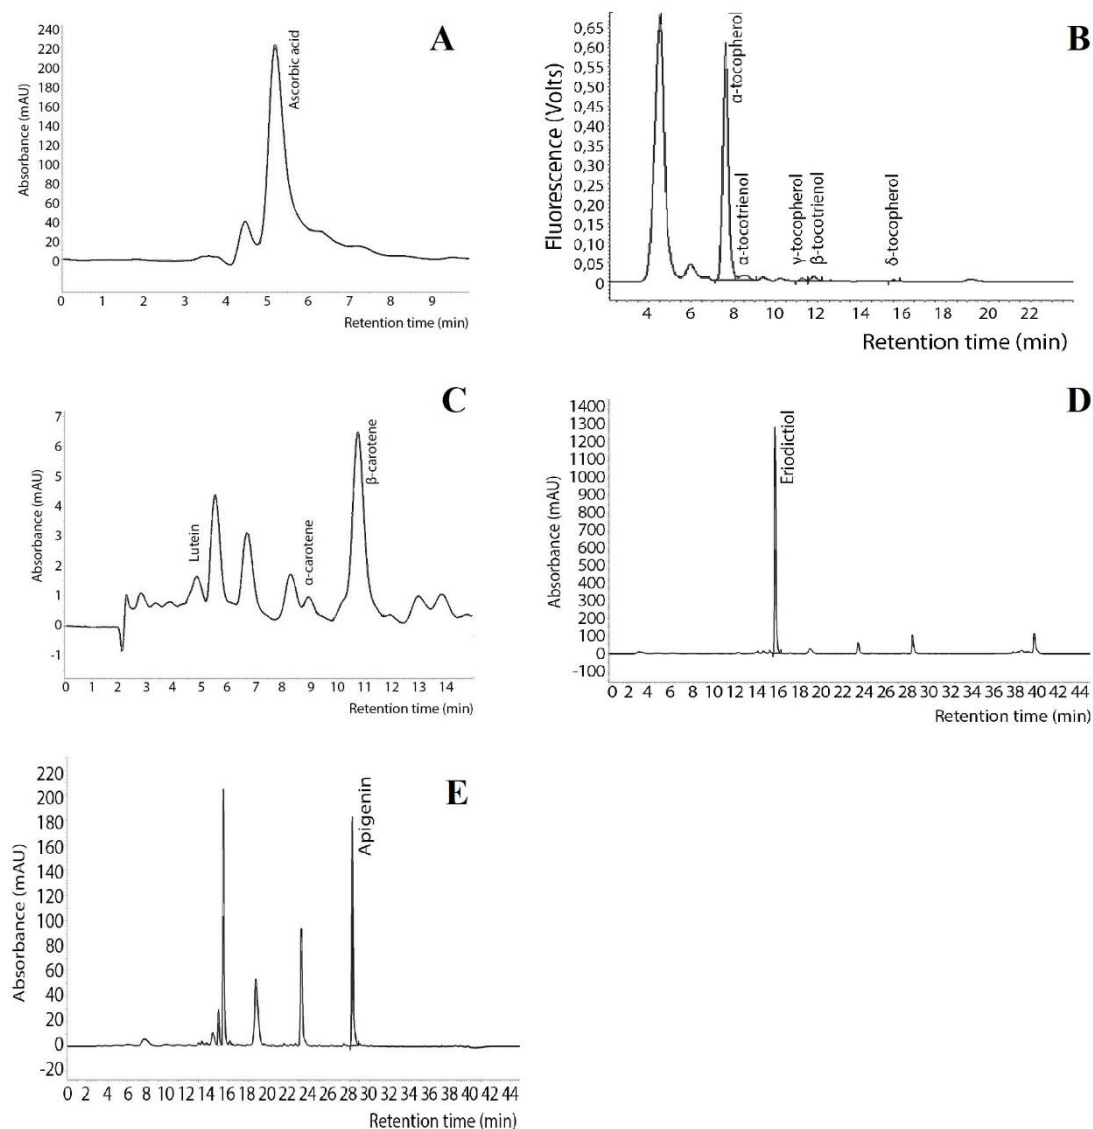 A
Absorbance (mAU)
240
220
200
180
160
140
120
100
80
60
40
20
0
Ascorbic acid
0 1 2 3 4 5 6 7 8 9
Retention time (min)
B
Fluorescence (Volts)
0,65
0,60
0,55
0,50
0,45
0,40
0,35
0,30
0,25
0,20
0,15
0,10
0,05
0
α-tocopherol
α-tocotrienol
γ-tocopherol
β-tocotrienol
δ-tocopherol
4 6 8 10 12 14 16 18 20 22
Retention time (min)
C
Absorbance (mAU)
7
6
5
4
3
2
1
0
-1
Lutein
α-carotene
β-carotene
0 1 2 3 4 5 6 7 8 9 10 11 12 13 14
Retention time (min)
D
Absorbance (mAU)
1400
1300
1200
1100
1000
900
800
700
600
500
400
300
200
100
0
-100
Eriodictiol
0 2 4 6 8 10 12 14 16 18 20 22 24 26 28 30 32 34 36 38 40 42 44
Retention time (min)
E
Absorbance (mAU)
220
200
180
160
140
120
100
80
60
40
20
0
-20
Apigenin
0 2 4 6 8 10 12 14 16 18 20 22 24 26 28 30 32 34 36 38 40 42 44
Retention time (min)